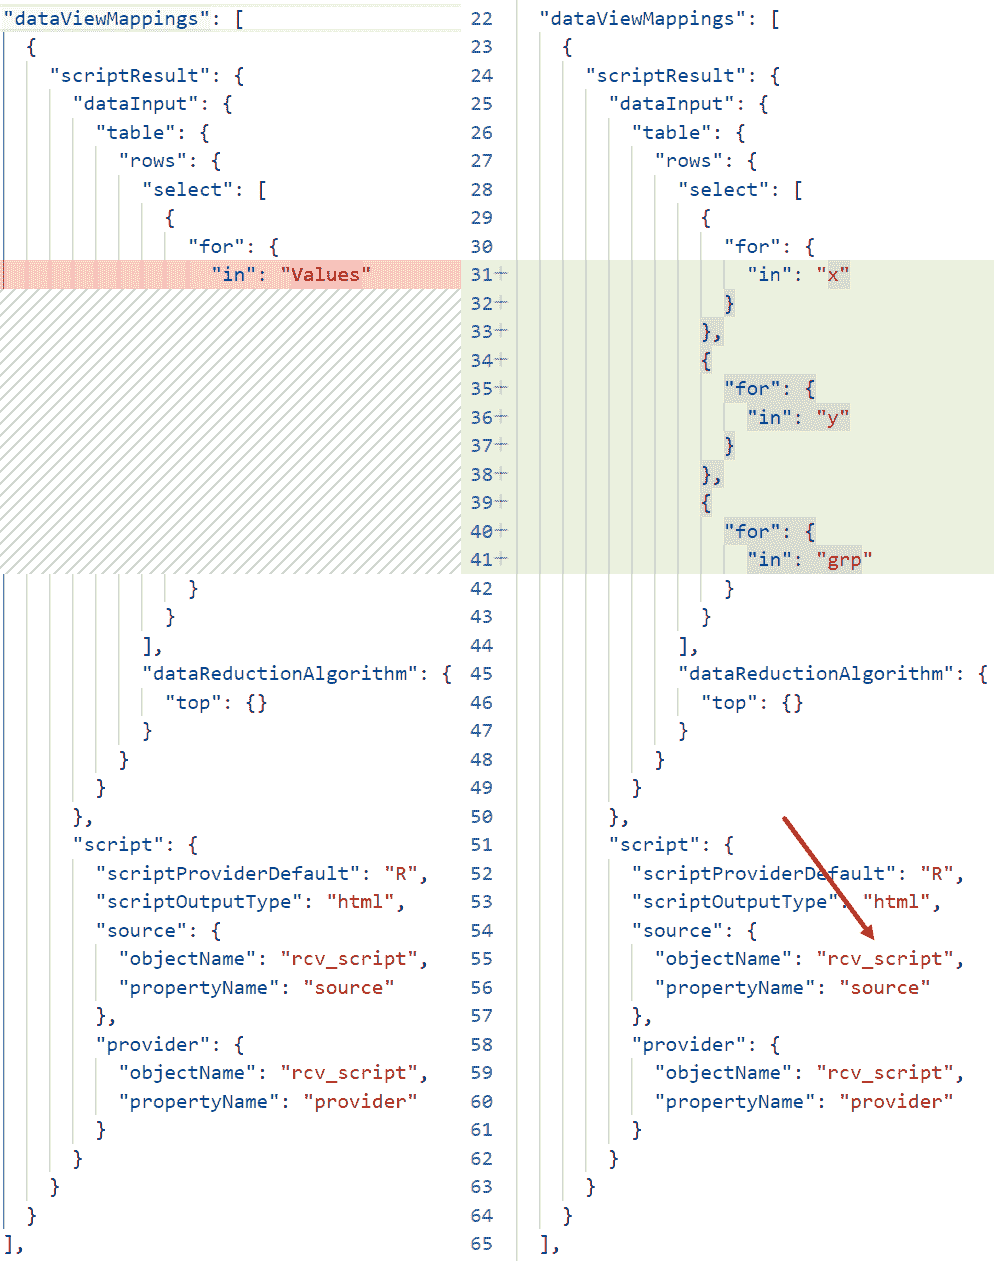 "dataViewMappings": [
{
"scriptResult": {
"dataInput": {
"table": {
"rows": {
"select": [
{
"for": {
"in": "Values"
}
}
],
"dataReductionAlgorithm": {
"top": {}
}
}
}
},
"script": {
"scriptProviderDefault": "R",
"scriptOutputType": "html",
"source": {
"objectName": "rcv_script",
"propertyName": "source"
},
"provider": {
"objectName": "rcv_script",
"propertyName": "provider"
}
}
}
}
],
22 "dataViewMappings": [
23 {
24 "scriptResult": {
25 "dataInput": {
26 "table": {
27 "rows": {
28 "select": [
29 {
30 "for": {
31+ "in": "x"
32+ }
33+ },
34+ {
35+ "for": {
36+ "in": "y"
37+ }
38+ },
39+ {
40+ "for": {
41+ "in": "grp"
42 }
43 }
44 ],
45 "dataReductionAlgorithm": {
46 "top": {}
47 }
48 }
49 }
50 },
51 "script": {
52 "scriptProviderDefault": "R",
53 "scriptOutputType": "html",
54 "source": {
55 "objectName": "rcv_script",
56 "propertyName": "source"
57 },
58 "provider": {
59 "objectName": "rcv_script",
60 "propertyName": "provider"
61 }
62 }
63 }
64 }
65 ],